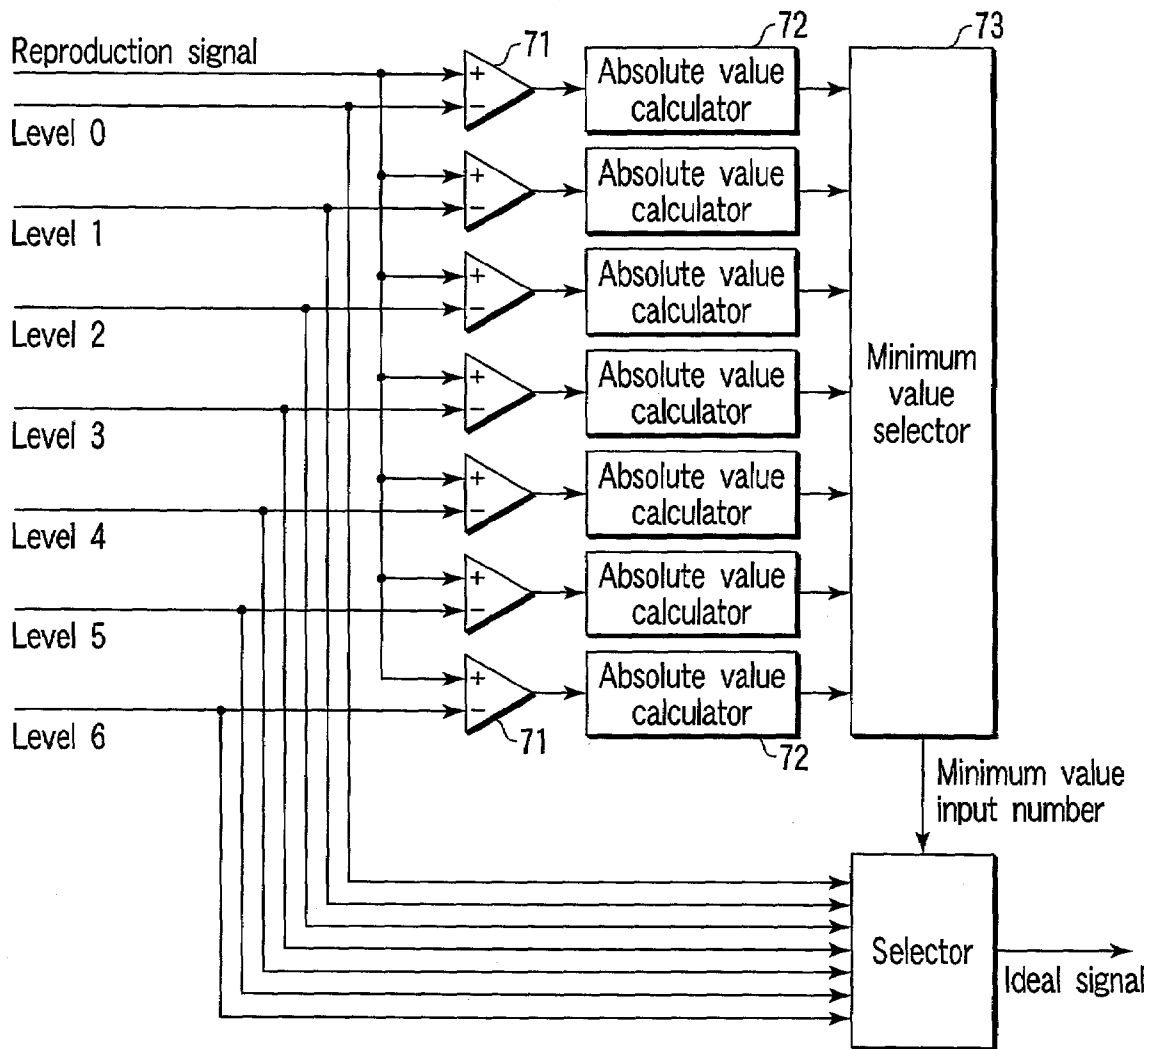 72
73
71
Reproduction signal
+
−
Absolute value
calculator
Level 0
+
−
Absolute value
calculator
Level 1
+
−
Absolute value
calculator
Level 2
+
−
Absolute value
calculator
Minimum
value
selector
Level 3
+
−
Absolute value
calculator
Level 4
+
−
Absolute value
calculator
Level 5
+
−
Absolute value
calculator
Level 6
71
72
Minimum value
input number
Selector
Ideal signal